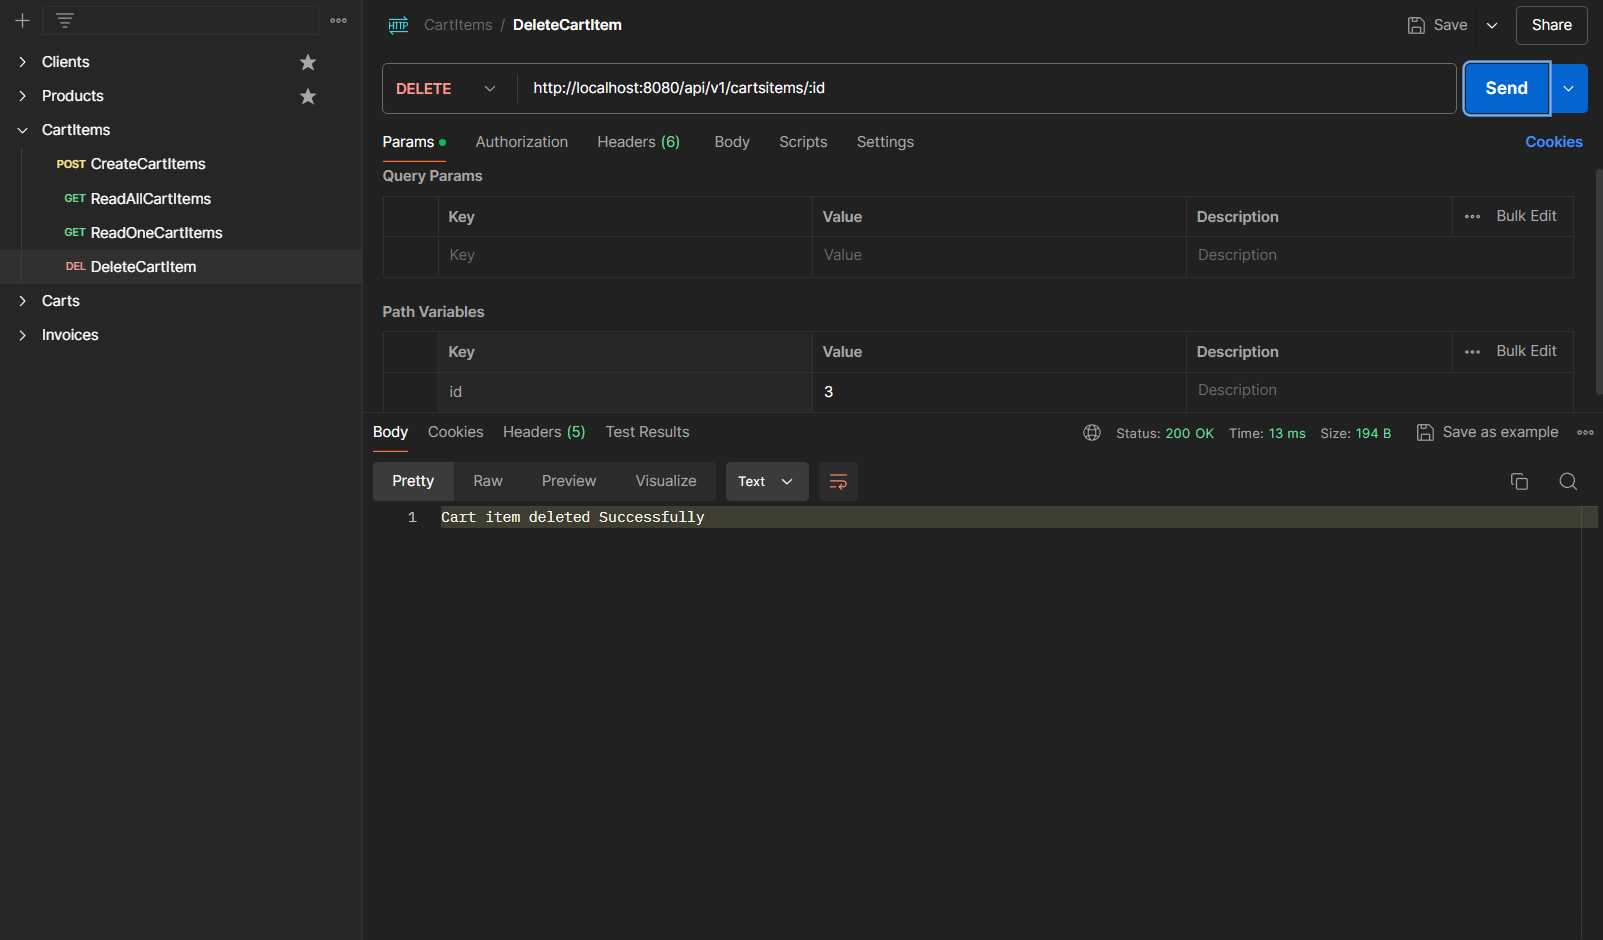 Clients
Products
CartItems
POST CreateCartItems
GET ReadAllCartItems
GET ReadOneCartItems
DEL DeleteCartItem
Carts
Invoices
HTTP CartItems / DeleteCartItem
Save
Share
DELETE http://localhost:8080/api/v1/cartsitems/:id
Send
Params Authorization Headers (6) Body Scripts Settings
Cookies
Query Params
Key Value Description Bulk Edit
Key Value Description
Path Variables
Key Value Description Bulk Edit
id 3 Description
Body Cookies Headers (5) Test Results
Status: 200 OK Time: 13 ms Size: 194 B Save as example
Pretty Raw Preview Visualize Text
1 Cart item deleted Successfully